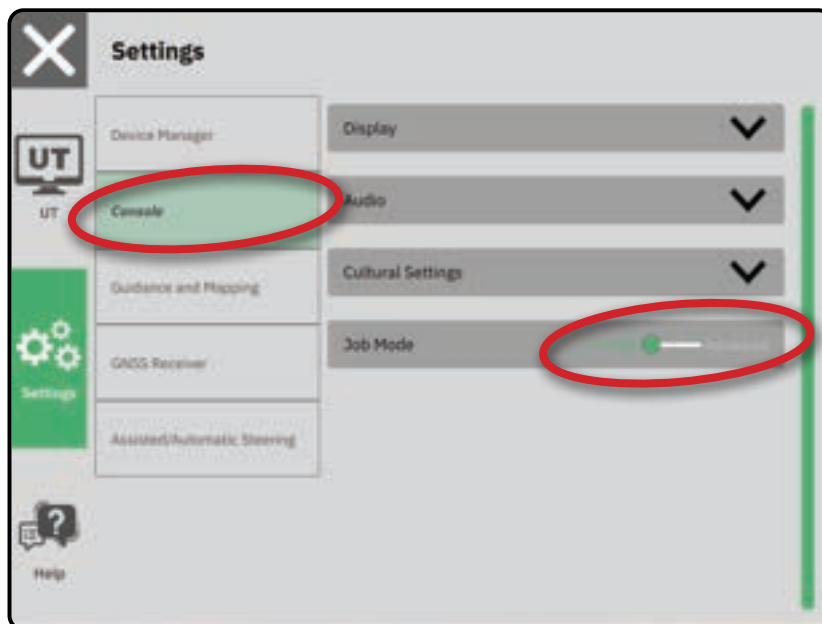 Settings
Device Manager
Display
UT
UT
Console
Audio
Guidance and Mapping
Cultural Settings
GNSS Receiver
Job Mode
Settings
Assisted/Automatic Steering
?
Help